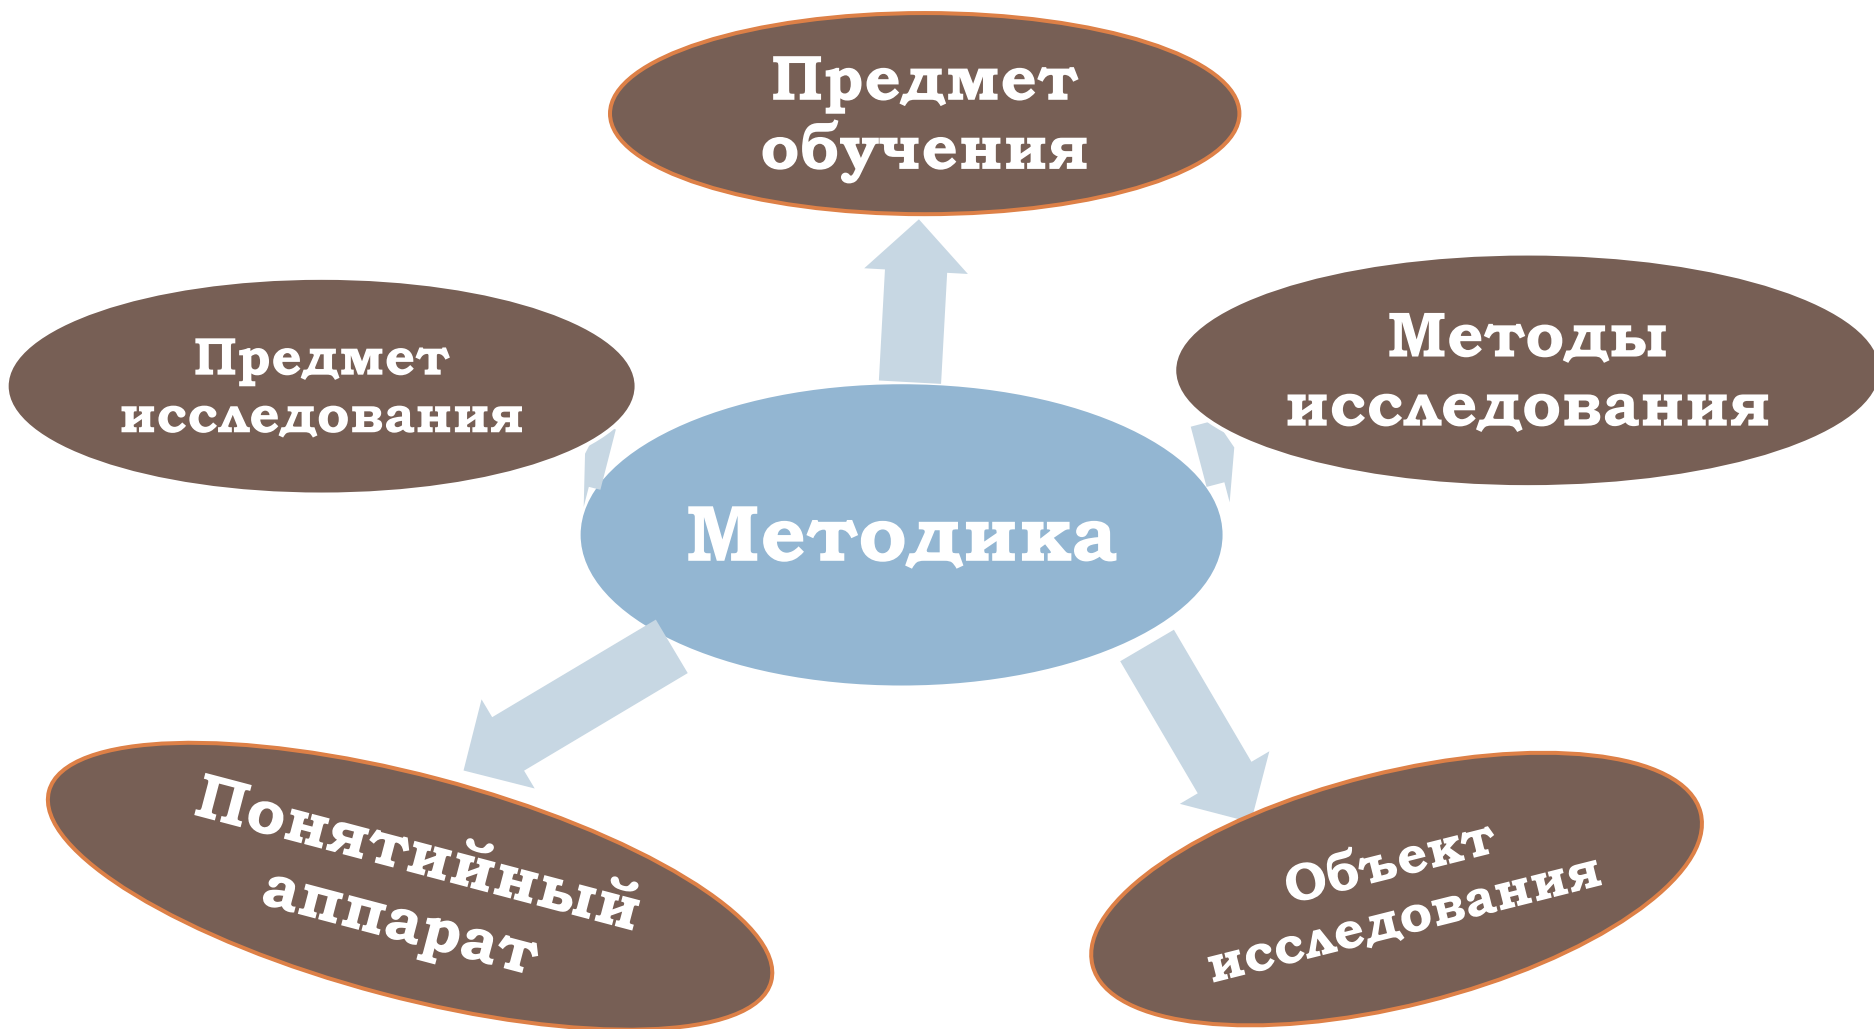 Предмет
обучения
Предмет
исследования
Методы
исследования
Методика
Понятийный
аппарат
Объект
исследования